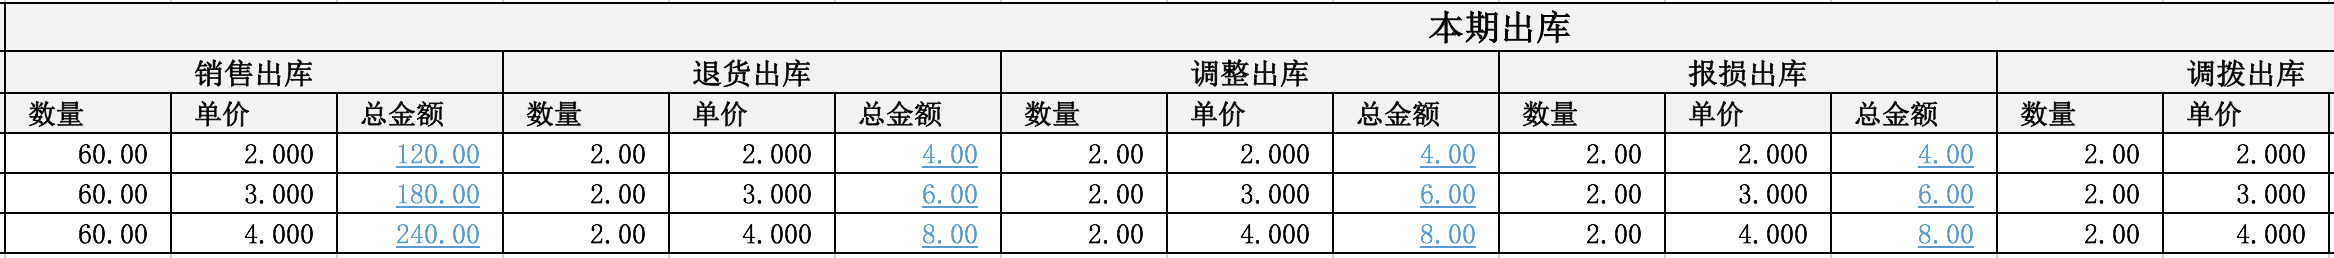 本期出库
销售出库 退货出库 调整出库 报损出库 调拨出库
数量 单价 总金额 数量 单价 总金额 数量 单价 总金额 数量 单价 总金额 数量 单价
60.00 2.000 120.00 2.00 2.000 4.00 2.00 2.000 4.00 2.00 2.000 4.00 2.00 2.000
60.00 3.000 180.00 2.00 3.000 6.00 2.00 3.000 6.00 2.00 3.000 6.00 2.00 3.000
60.00 4.000 240.00 2.00 4.000 8.00 2.00 4.000 8.00 2.00 4.000 8.00 2.00 4.000